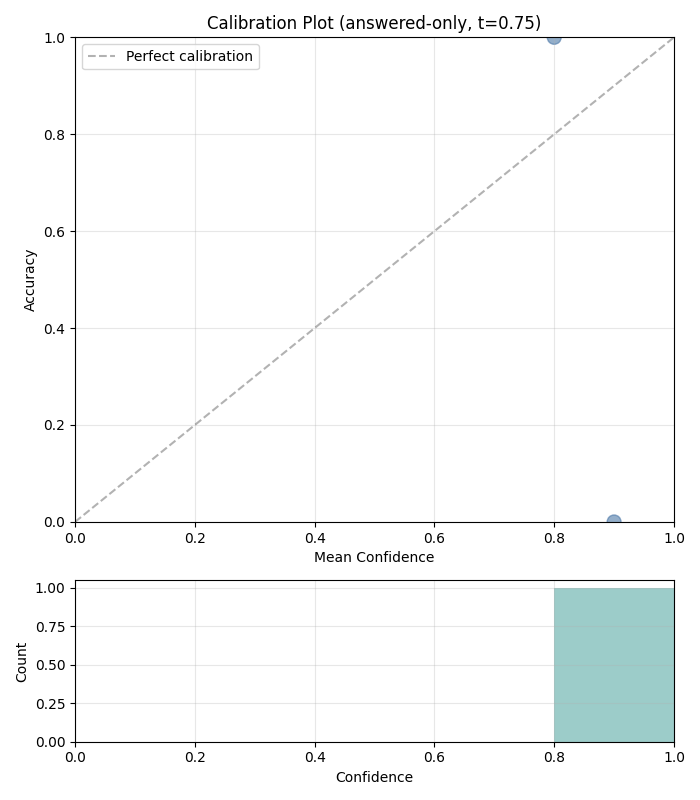 Calibration Plot (answered-only, t=0.75)
Perfect calibration
1.0
0.8
0.6
0.4
0.2
0.0
Accuracy
0.0 0.2 0.4 0.6 0.8 1.0
Mean Confidence
1.00
0.75
0.50
0.25
0.00
Count
0.0 0.2 0.4 0.6 0.8 1.0
Confidence